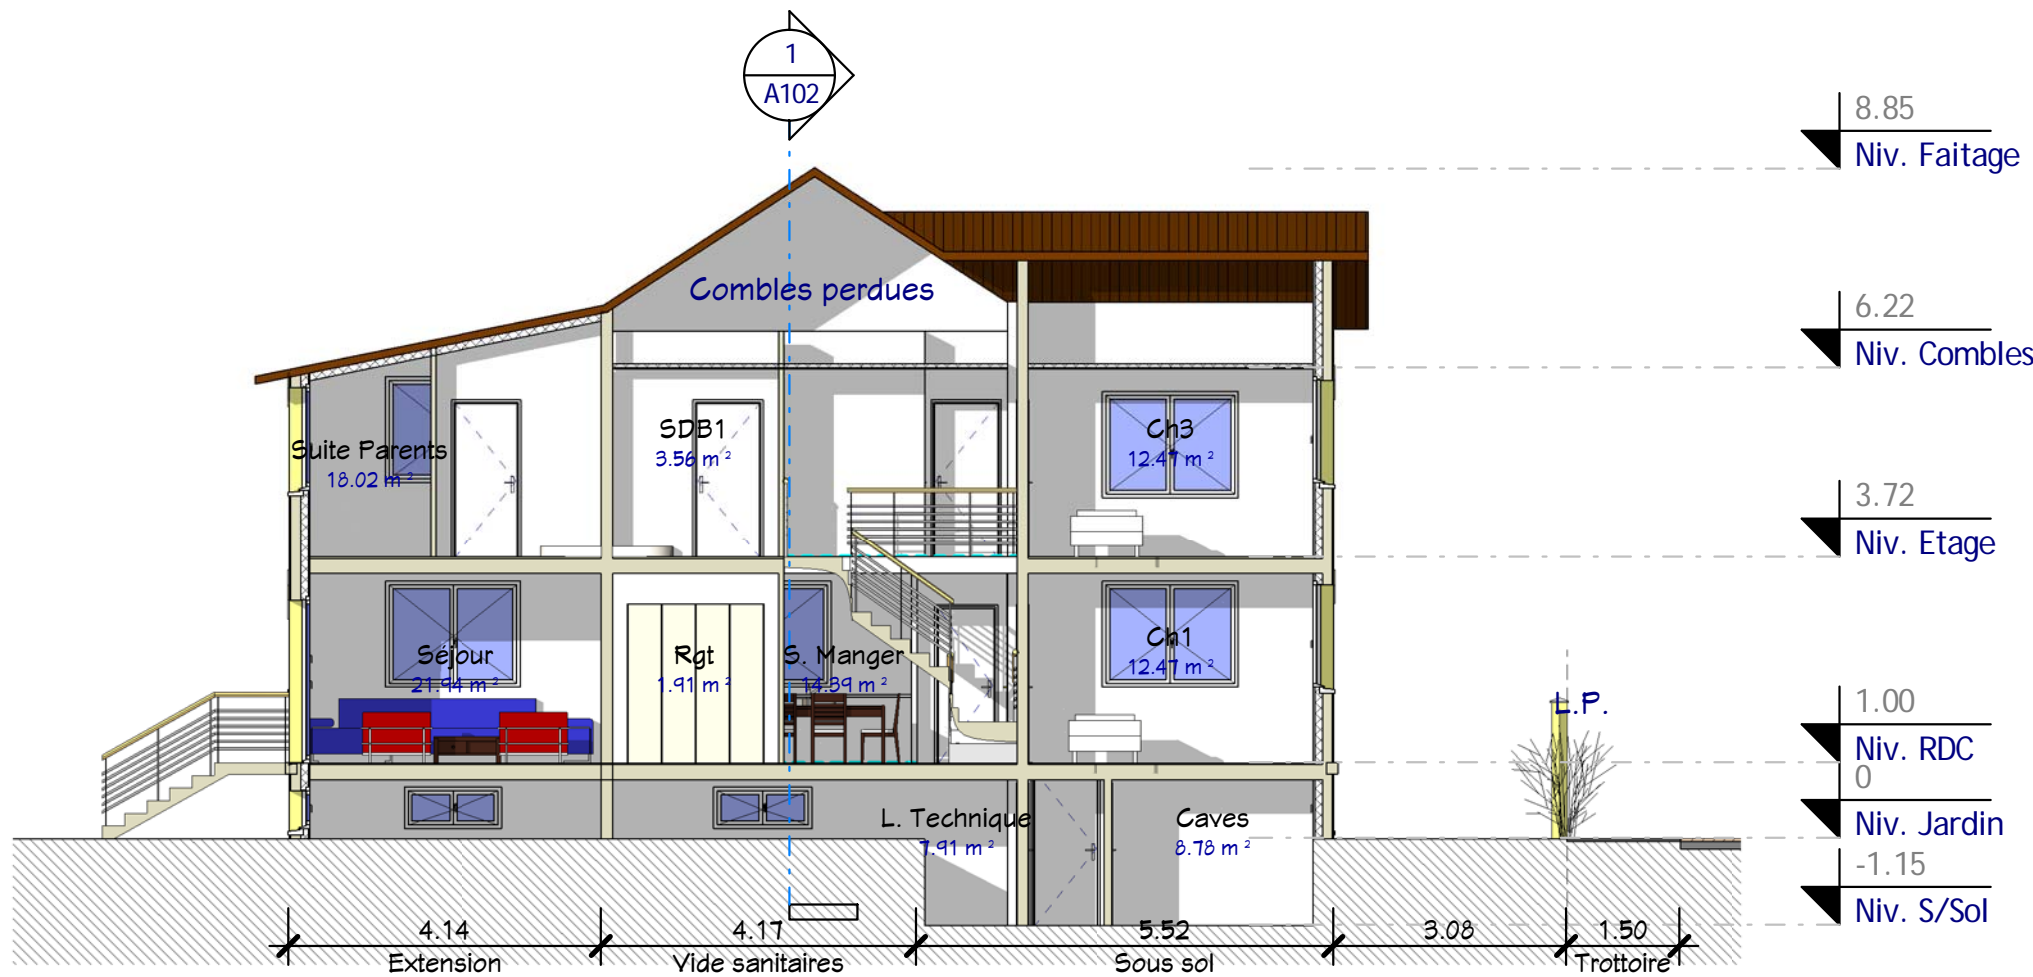 1
A102
8.85
Niv. Faitage
Combles perdues
6.22
Niv. Combles
Suite Parents
18.02 m²
SDB1
3.56 m²
Ch3
12.47 m²
3.72
Niv. Etage
Séjour
21.94 m²
Rgt
1.91 m²
S. Manger
14.39 m²
Ch1
12.47 m²
L.P.
1.00
Niv. RDC
0
Niv. Jardin
L. Technique
7.91 m²
Caves
8.78 m²
-1.15
Niv. S/Sol
4.14
4.17
5.52
3.08
1.50
Extension
Vide sanitaires
Sous sol
Trottoire